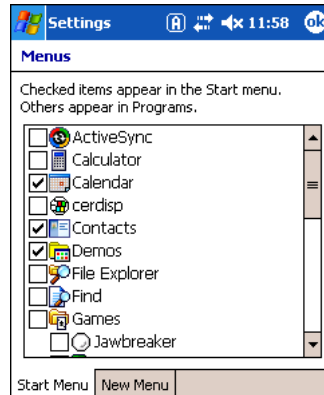 Settings A 11:58 ok
Menus
Checked items appear in the Start menu.
Others appear in Programs.
ActiveSync
Calculator
Calendar
cerdisp
Contacts
Demos
File Explorer
Find
Games
Jawbreaker
Start Menu New Menu